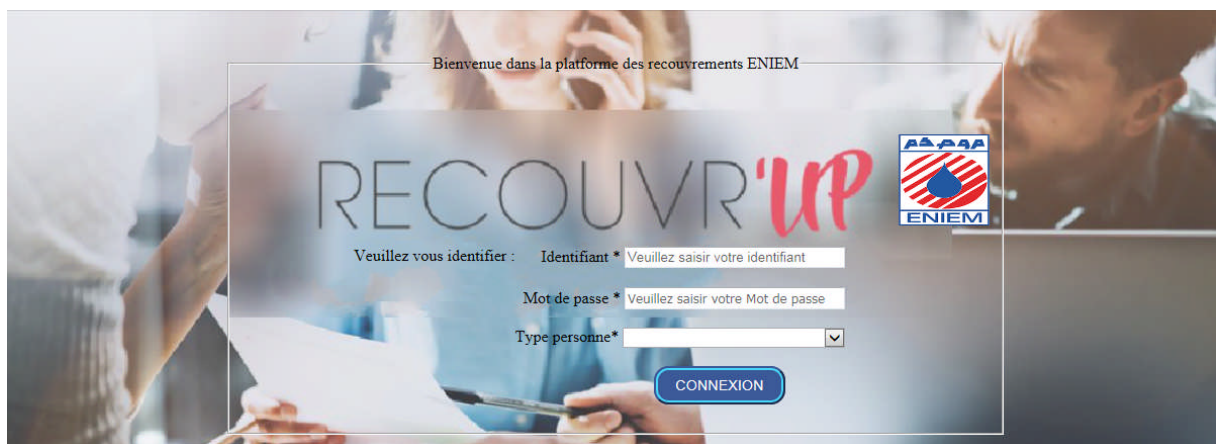 Bienvenue dans la platforme des recouvrements ENIEM
RECOUVR'UP
ENIEM
Veuillez vous identifier : Identifiant * Veuillez saisir votre identifiant
Mot de passe * Veuillez saisir votre Mot de passe
Type personne*
CONNEXION